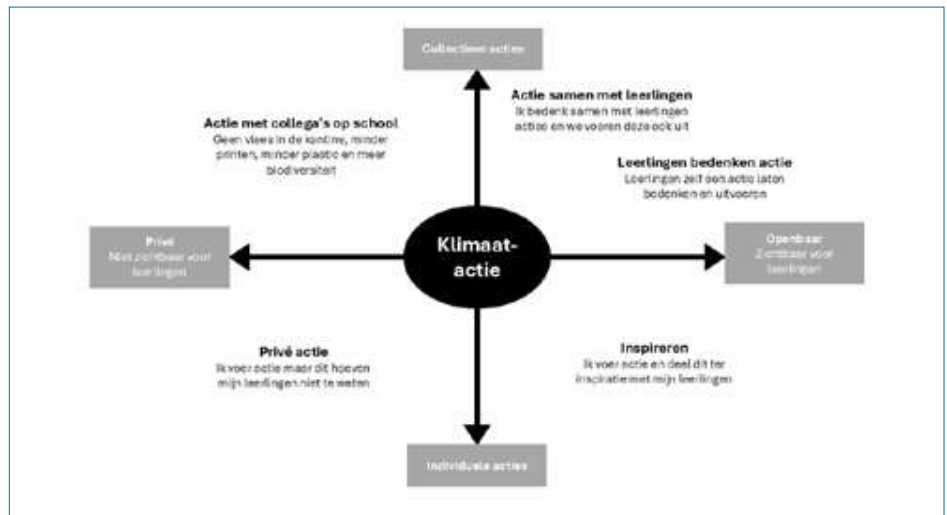 Collectieve acties
Actie samen met leerlingen
Ik bedenk samen met leerlingen
acties en we voeren deze ook uit
Actie met collega's op school
Geen vlees in de kantine, minder
printen, minder plastic en meer
biodiversiteit
Leerlingen bedenken actie
Leerlingen zelf een actie laten
bedenken en uitvoeren
Privé
Niet zichtbaar voor
leerlingen
Klimaat-
actie
Openbaar
Zichtbaar voor
leerlingen
Privé actie
Ik voer actie maar dit hoeven
mijn leerlingen niet te weten
Inspireren
Ik voer actie en deel dit ter
inspiratie met mijn leerlingen
Individuele acties